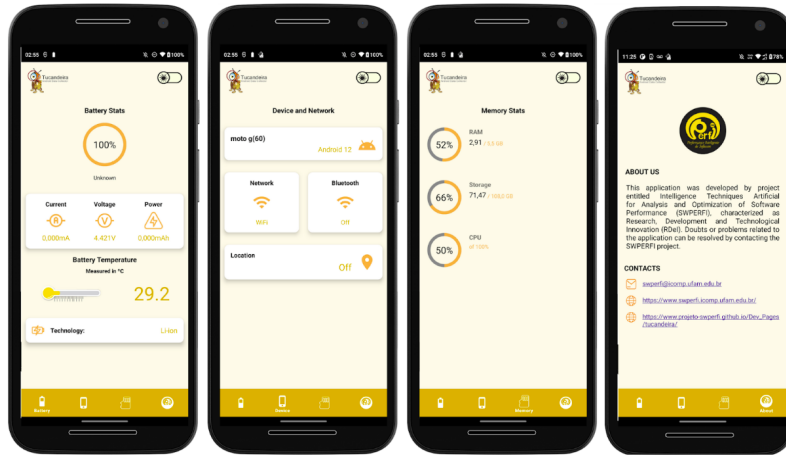 02:55
100%
Tucandeira
Battery Stats
100%
Unknown
Current
Voltage
Power
0,000mA
4.421V
0,000mAh
Battery Temperature
Measured in °C
29.2
Technology:
Li-Ion
Battery
02:55
100%
Tucandeira
Device and Network
moto g(60)
Android 12
Network
Bluetooth
WiFi
Off
Location
Off
Device
02:55
100%
Tucandeira
Memory Stats
52%
RAM
2,91
66%
Storage
71,47
50%
CPU
at 100%
Memory
11:25
78%
Tucandeira
Perfi
ABOUT US
This application was developed by project
entitled Intelligence Techniques Artificial
for Analysis and Optimization of Software
Performance (SWPERFI), characterized as
Research, Development and Technological
Innovation (RDeI). Doubts or problems related to
the application can be resolved by contacting the
SWPERFI project.
CONTACTS
swperfi@icomp.ufam.edu.br
https://www.swperfi.icomp.ufam.edu.br/
https://www.projeto-swperfi.github.io/Dev_Pages
/tucandeira/
About